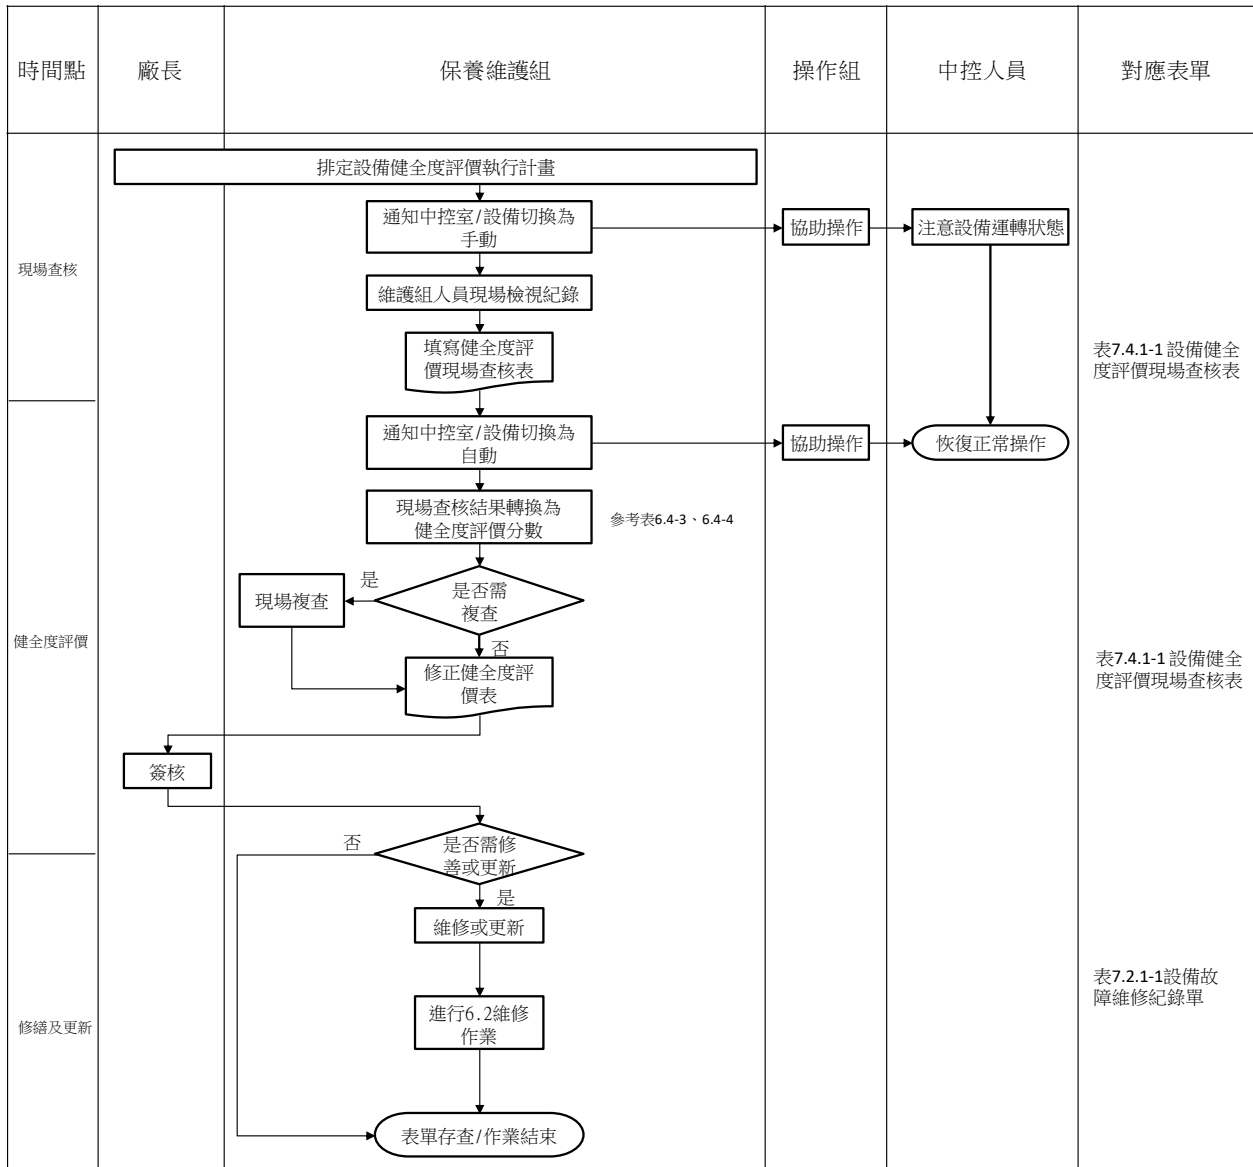 時間點
廠長
保養維護組
操作組
中控人員
對應表單
排定設備健全度評價執行計畫
通知中控室/設備切換為
手動
協助操作
注意設備運轉狀態
現場查核
維護組人員現場檢視紀錄
填寫健全度評
價現場查核表
表7.4.1-1 設備健全
度評價現場查核表
通知中控室/設備切換為
自動
協助操作
恢復正常操作
現場查核結果轉換為
健全度評價分數
參考表6.4-3、6.4-4
是
是否需
複查
現場複查
否
健全度評價
修正健全度評
價表
表7.4.1-1 設備健全
度評價現場查核表
簽核
否
是否需修
善或更新
是
維修或更新
表7.2.1-1設備故
障維修紀錄單
進行6.2維修
作業
修繕及更新
表單存查/作業結束